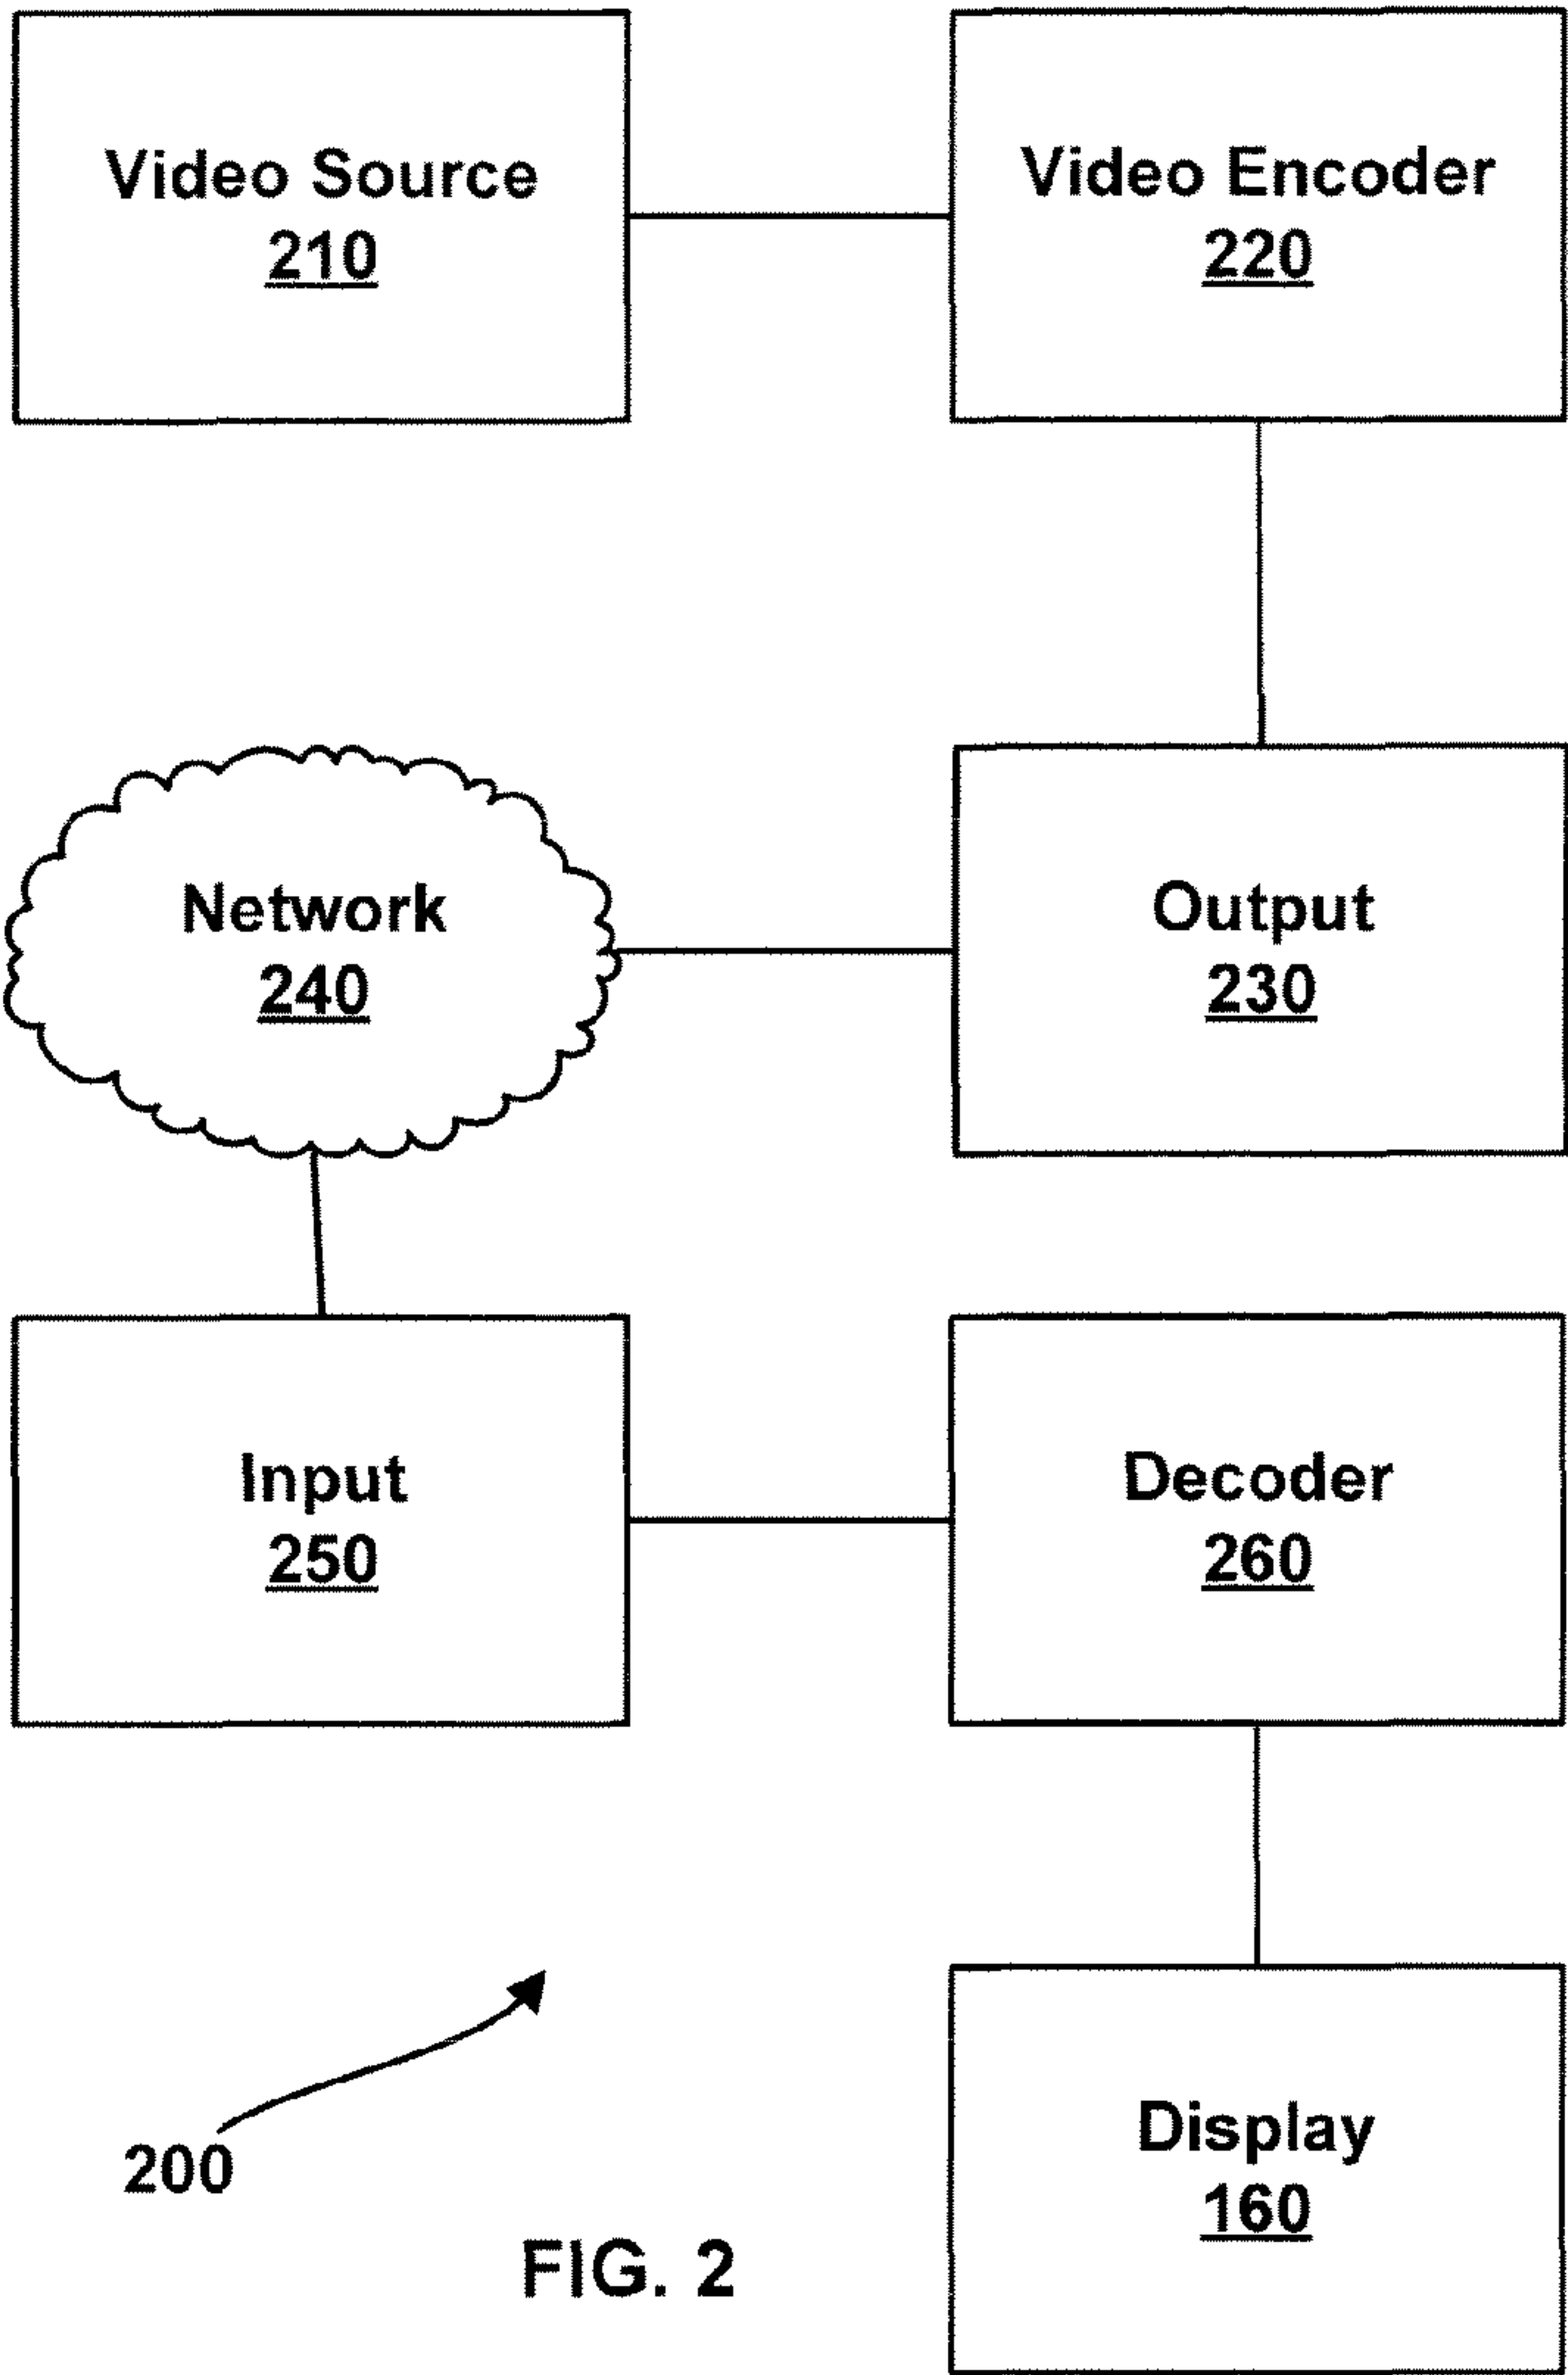 Video Source
210
Video Encoder
220
Network
240
Output
230
Input
250
Decoder
260
Display
160
200
FIG. 2